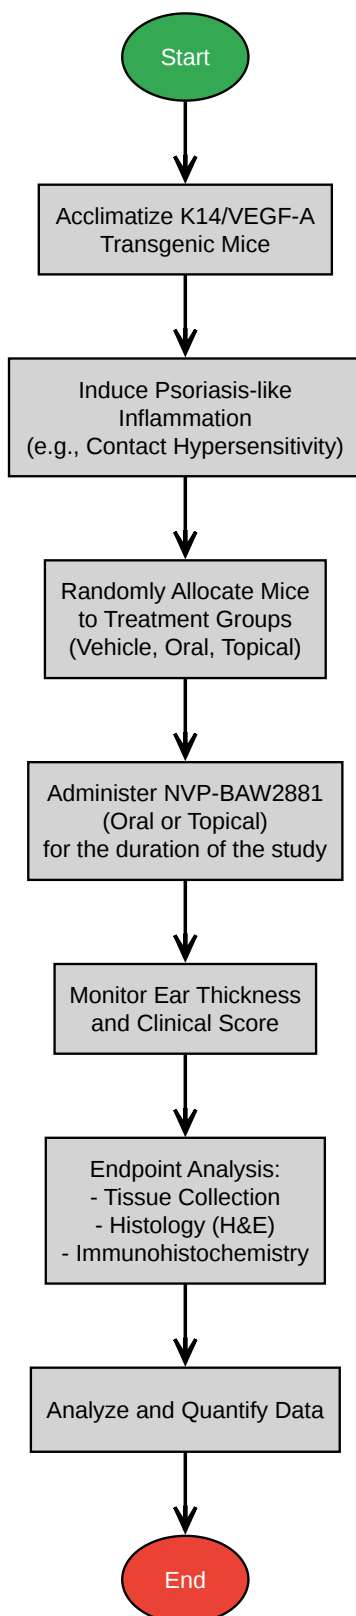 Start
Acclimatize K14/VEGF-A
Transgenic Mice
Induce Psoriasis-like
Inflammation
(e.g., Contact Hypersensitivity)
Randomly Allocate Mice
to Treatment Groups
(Vehicle, Oral, Topical)
Administer NVP-BAW2881
(Oral or Topical)
for the duration of the study
Monitor Ear Thickness
and Clinical Score
Endpoint Analysis:
- Tissue Collection
- Histology (H&E)
- Immunohistochemistry
Analyze and Quantify Data
End